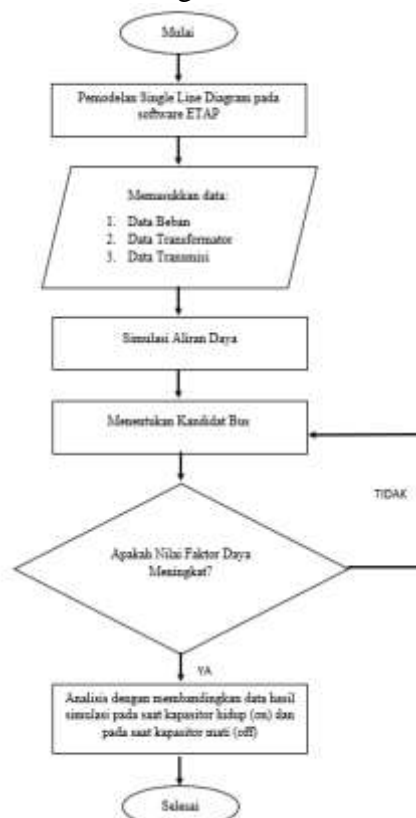 Mulai
Pemodelan Single Line Diagram pada
software ETAP
Memasukkan data:
1. Data Beban
2. Data Transformator
3. Data Transmisi
Simulasi Aliran Daya
Menentukan Kandidat Bus
TIDAK
Apakah Nilai Faktor Daya
Meningkat?
YA
Analisis dengan membandingkan data hasil
simulasi pada saat kapasitor hidup (on) dan
pada saat kapasitor mati (off)
Selesai